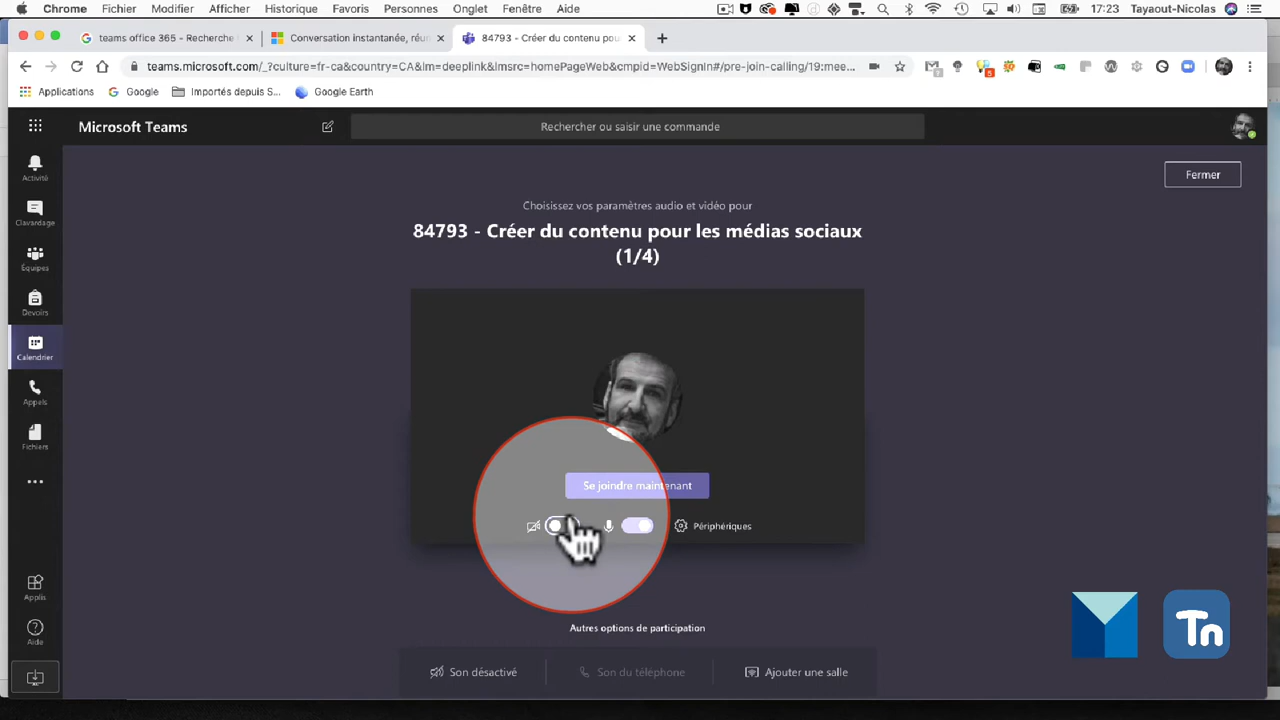 Chrome Fichier Modifier Afficher Historique Favoris Personnes Onglet Fenêtre Aide 17:23 Tayaout-Nicolas
teams office 365 - Recherche Conversation instantanée, réun 84793 - Créer du contenu pou
teams.microsoft.com/_?culture=fr-ca&country=CA&lm=deeplink&lmsrc=homePageWeb&cmpid=WebSignIn#/pre-join-calling/19:mee...
Applications Google Importés depuis S... Google Earth
Microsoft Teams Rechercher ou saisir une commande
Activité
Clavardage
Équipes
Devoirs
Calendrier
Appels
Fichiers
Applis
Aide
Fermer
Choisissez vos paramètres audio et vidéo pour
84793 - Créer du contenu pour les médias sociaux
(1/4)
Se joindre maintenant
Périphériques
Autres options de participation
Son désactivé Son du téléphone Ajouter une salle
Tn